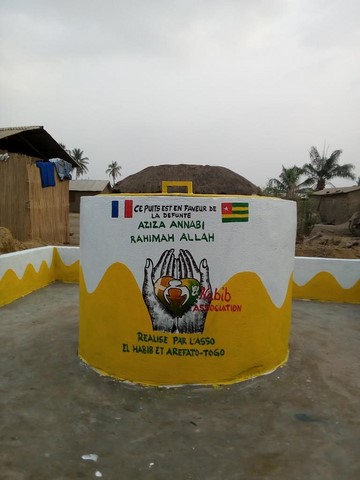 CE PUITS EST EN FAVEUR DE
LA DEFUNTE
AZIZA ANNABI
RAHIMAH ALLAH
El Habib
ASSOCIATION
REALISE PAR L'ASSO
EL HABIB ET AREFATO-TOGO